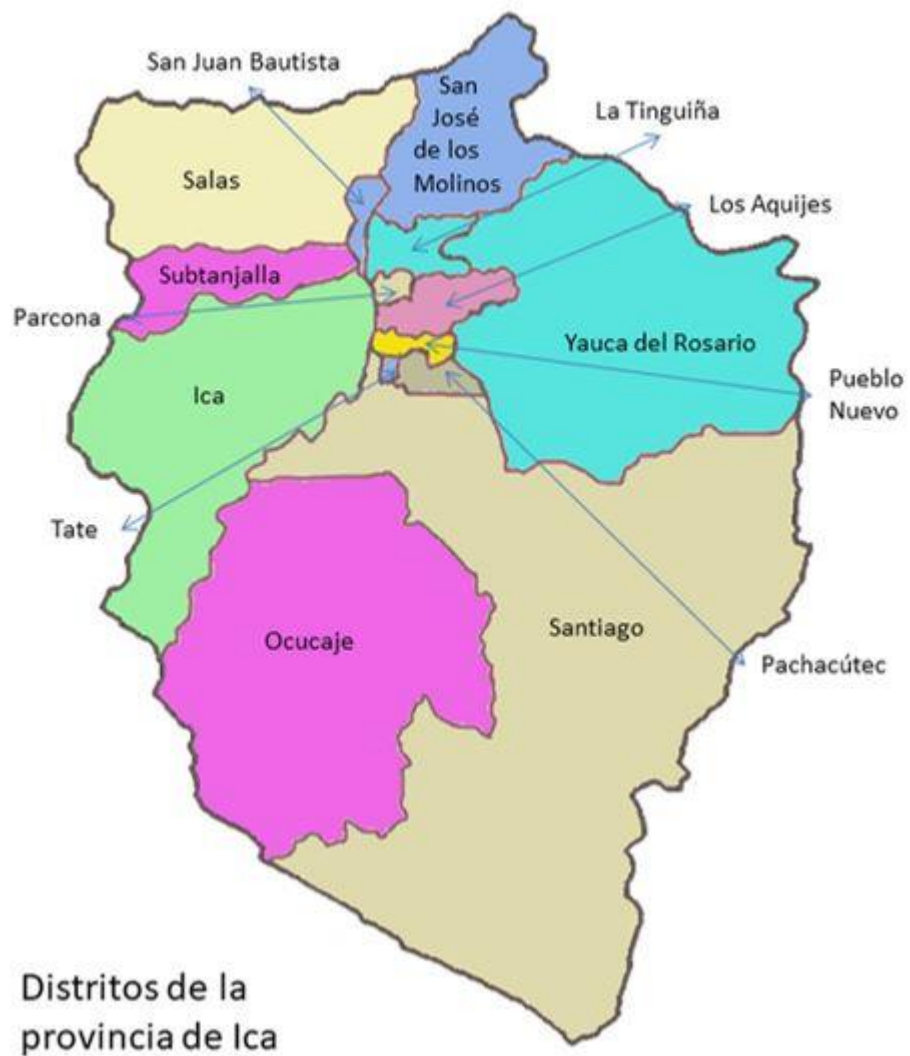 San Juan Bautista
San
José
de los
Molinos
La Tinguiña
Salas
Los Aquijes
Subtanjalla
Parcona
Yauca del Rosario
Pueblo
Nuevo
Ica
Tate
Ocucaje
Santiago
Pachacútec
Distritos de la
provincia de Ica